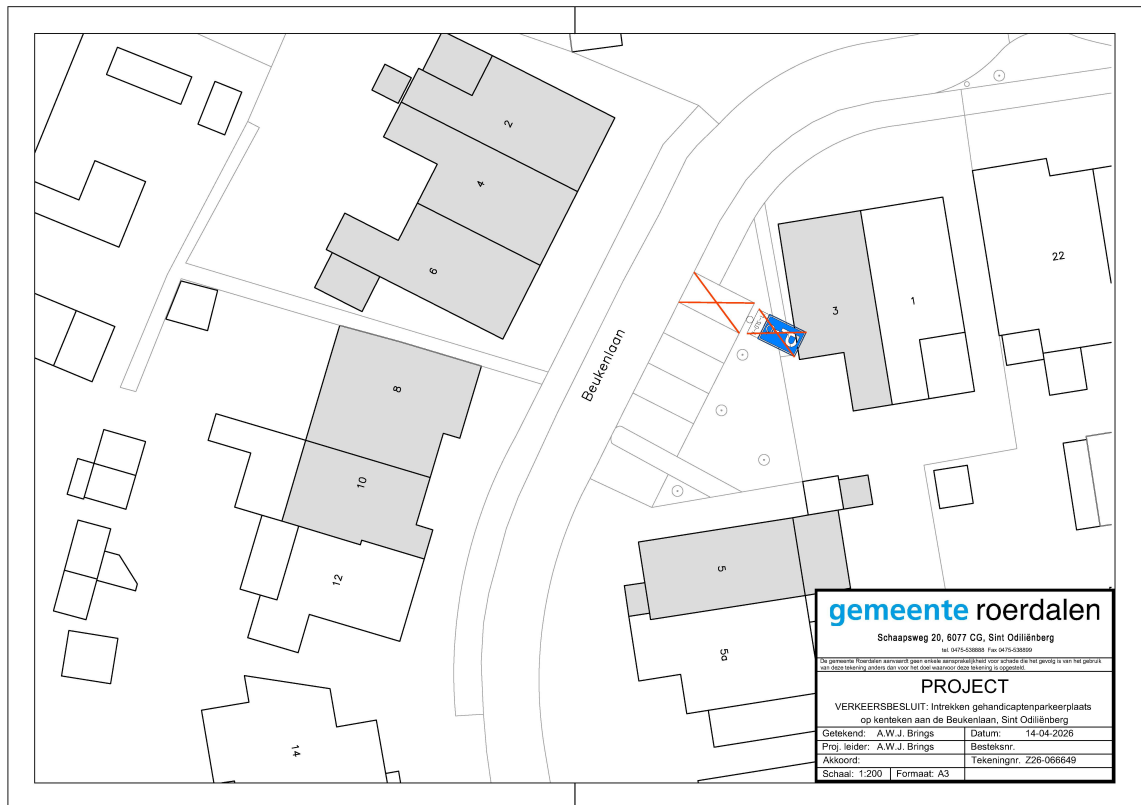 2
4
6
8
10
12
14
Beukenlaan
3
1
22
5
5a
gemeente roerdalen
Schaapsweg 20, 6077 CG, Sint Odiliënberg
tel. 0475-538888 Fax 0475-538899
De gemeente Roerdalen aanvaardt geen enkele aansprakelijkheid voor schade die het gevolg is van het gebruik
van deze tekening anders dan voor het doel waarvoor deze tekening is opgesteld.
PROJECT
VERKEERSBESLUIT: Intrekken gehandicaptenparkeerplaats
op kenteken aan de Beukenlaan, Sint Odiliënberg
Getekend: A.W.J. Brings Datum: 14-04-2026
Proj. leider: A.W.J. Brings Besteksnr.
Akkoord: Tekeningnr. Z26-066649
Schaal: 1:200 Formaat: A3